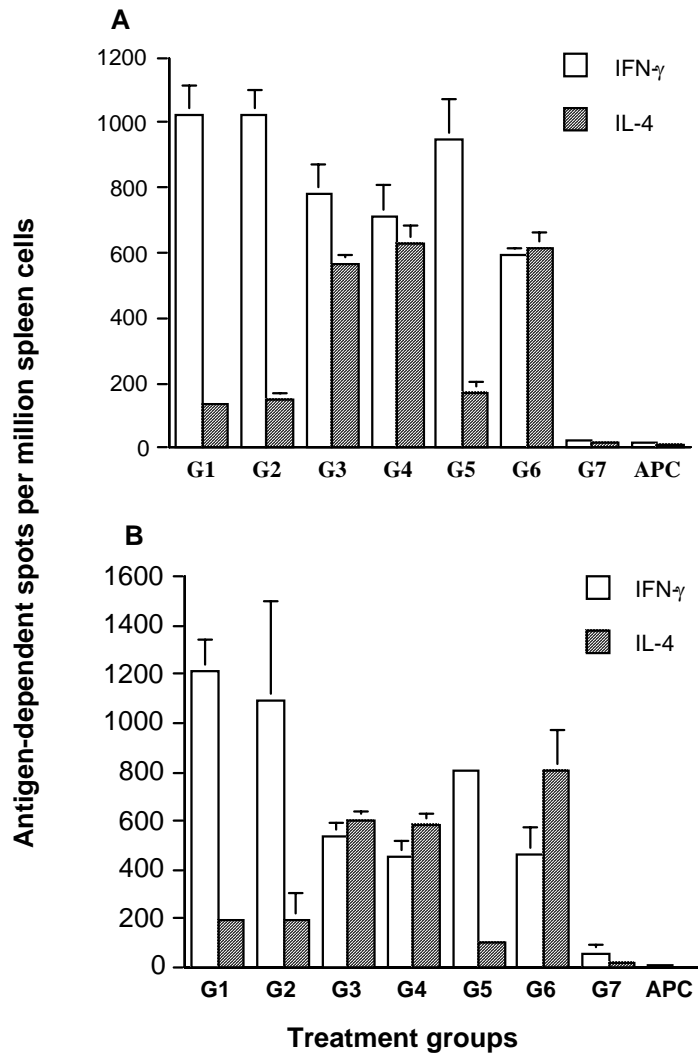 A
1200
1000
800
600
400
200
0
IFN-γ
IL-4
G1 G2 G3 G4 G5 G6 G7 APC
Antigen-dependent spots per million spleen cells
B
1600
1400
1200
1000
800
600
400
200
0
IFN-γ
IL-4
G1 G2 G3 G4 G5 G6 G7 APC
Treatment groups